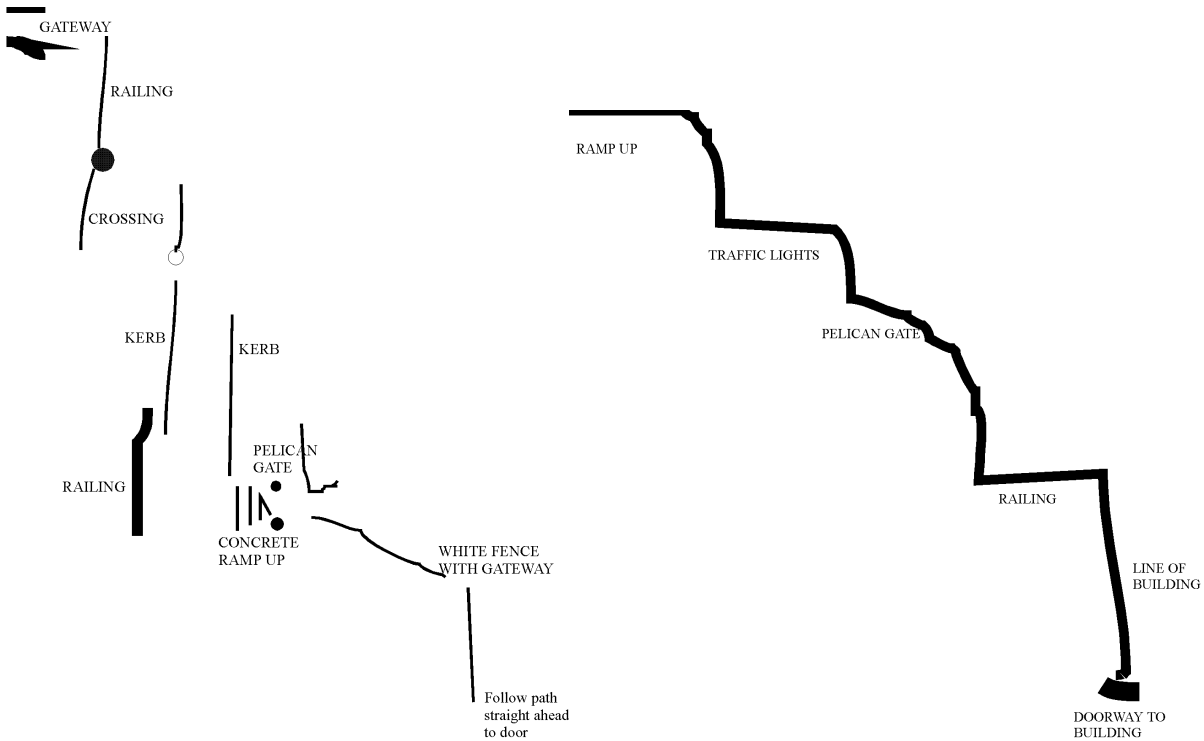 GATEWAY
RAILING
CROSSING
KERB
KERB
PELICAN
GATE
RAILING
CONCRETE
RAMP UP
WHITE FENCE
WITH GATEWAY
Follow path
straight ahead
to door
RAMP UP
TRAFFIC LIGHTS
PELICAN GATE
RAILING
LINE OF
BUILDING
DOORWAY TO
BUILDING